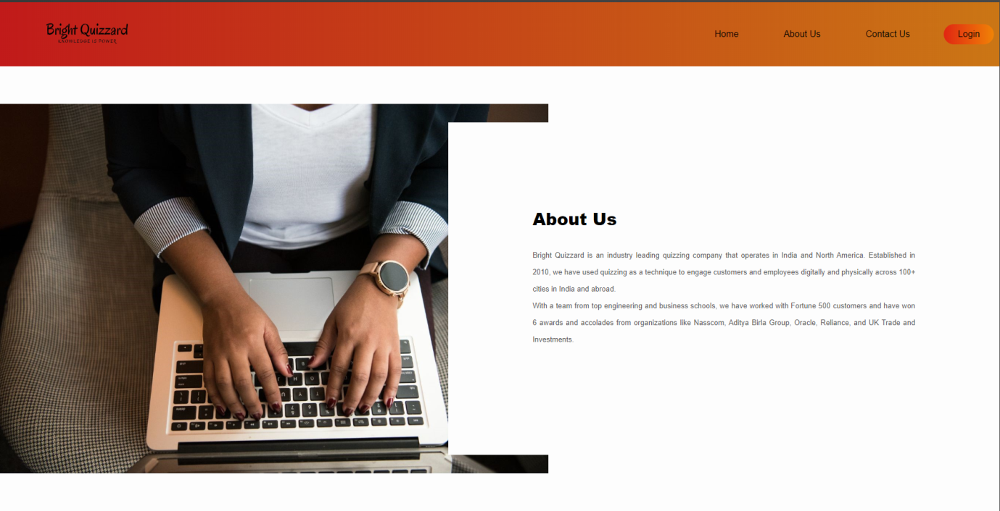 Bright Quizzard
KNOWLEDGE IS POWER
Home
About Us
Contact Us
Login
About Us
Bright Quizzard is an industry leading quizzing company that operates in India and North America. Established in
2010, we have used quizzing as a technique to engage customers and employees digitally and physically across 100+
cities in India and abroad.
With a team from top engineering and business schools, we have worked with Fortune 500 customers and have won
6 awards and accolades from organizations like Nasscom, Aditya Birla Group, Oracle, Reliance, and UK Trade and
Investments.